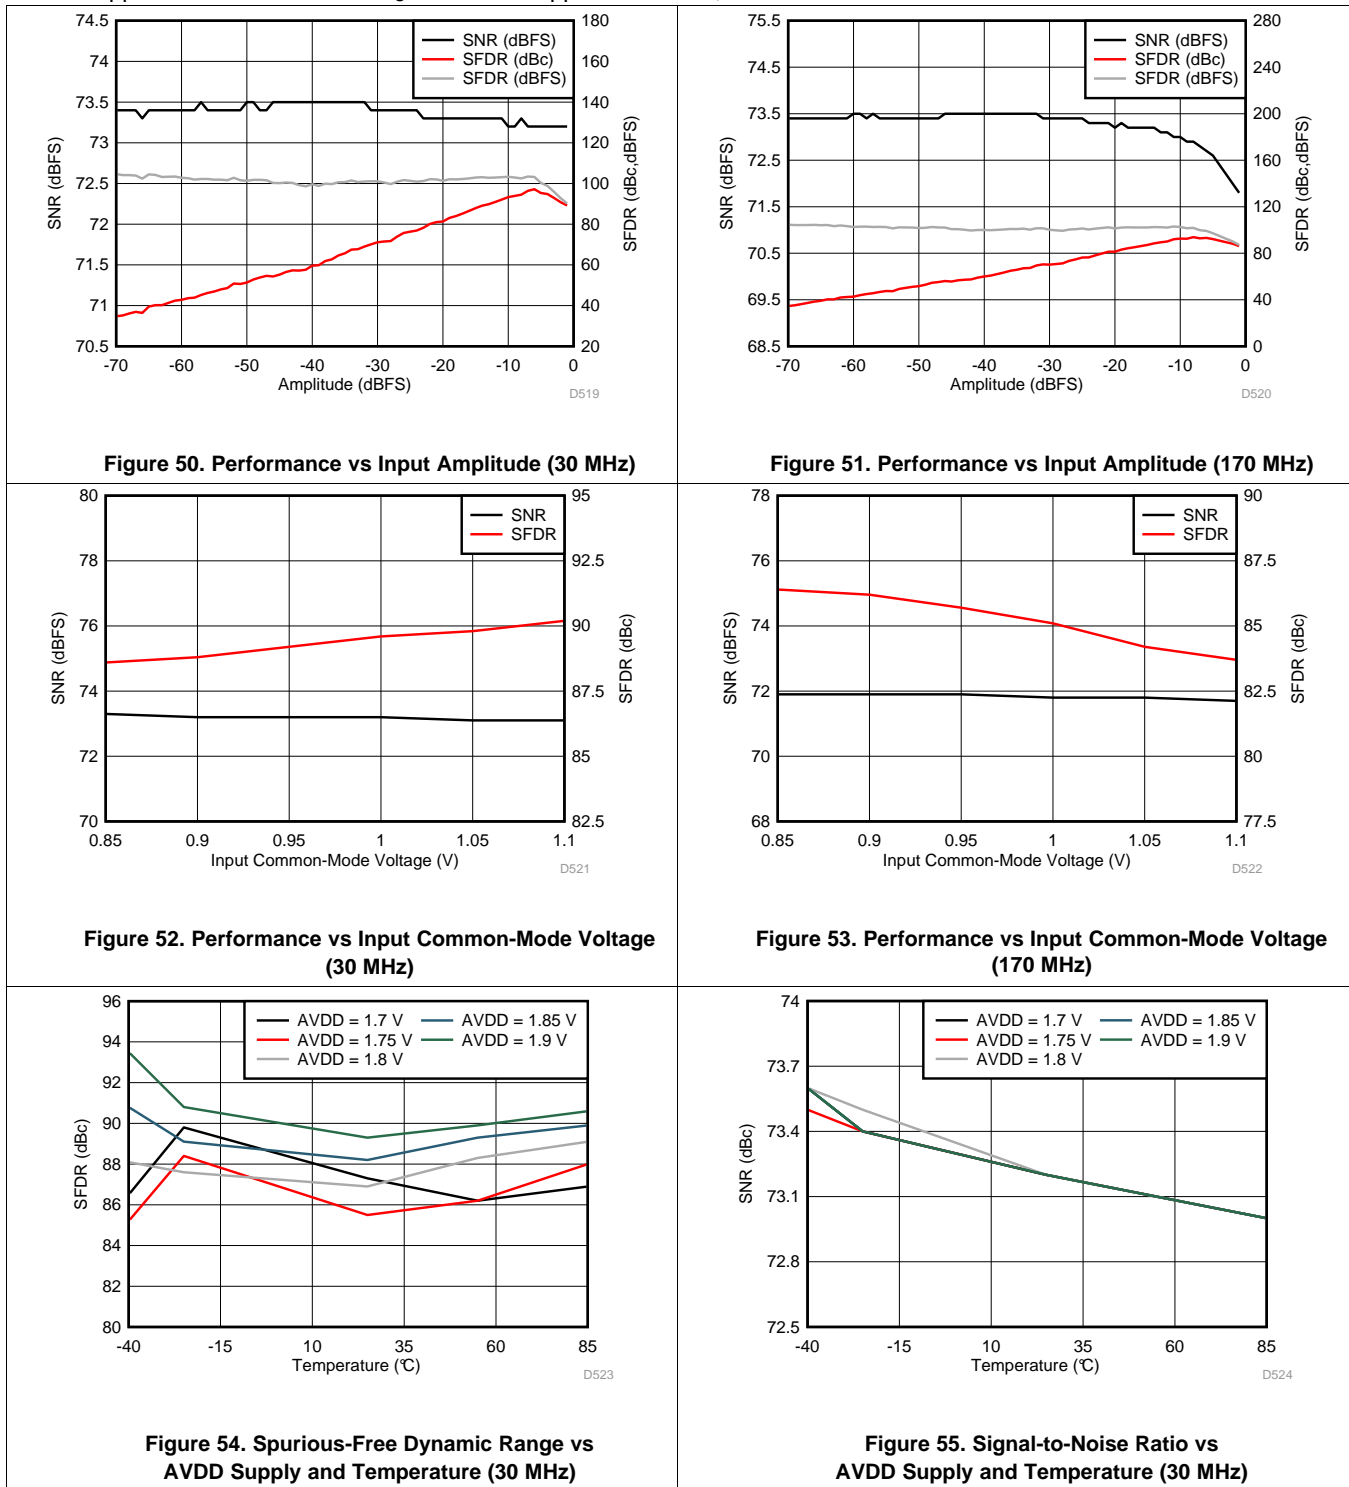 74.5
74
73.5
73
72.5
72
71.5
71
70.5
SNR (dBFS)
180
160
140
120
100
80
60
40
20
SFDR (dBc,dBFS)
SNR (dBFS)
SFDR (dBc)
SFDR (dBFS)
-70 -60 -50 -40 -30 -20 -10 0
Amplitude (dBFS)
D519
Figure 50. Performance vs Input Amplitude (30 MHz)
75.5
74.5
73.5
72.5
71.5
70.5
69.5
68.5
SNR (dBFS)
280
240
200
160
120
80
40
0
SFDR (dBc,dBFS)
SNR (dBFS)
SFDR (dBc)
SFDR (dBFS)
-70 -60 -50 -40 -30 -20 -10 0
Amplitude (dBFS)
D520
Figure 51. Performance vs Input Amplitude (170 MHz)
80
78
76
74
72
70
SNR (dBFS)
95
92.5
90
87.5
85
82.5
SFDR (dBc)
SNR
SFDR
0.85 0.9 0.95 1 1.05 1.1
Input Common-Mode Voltage (V)
D521
Figure 52. Performance vs Input Common-Mode Voltage
(30 MHz)
78
76
74
72
70
68
SNR (dBFS)
90
87.5
85
82.5
80
77.5
SFDR (dBc)
SNR
SFDR
0.85 0.9 0.95 1 1.05 1.1
Input Common-Mode Voltage (V)
D522
Figure 53. Performance vs Input Common-Mode Voltage
(170 MHz)
96
94
92
90
88
86
84
82
80
SFDR (dBc)
AVDD = 1.7 V AVDD = 1.85 V
AVDD = 1.75 V AVDD = 1.9 V
AVDD = 1.8 V
-40 -15 10 35 60 85
Temperature (°C)
D523
Figure 54. Spurious-Free Dynamic Range vs
AVDD Supply and Temperature (30 MHz)
74
73.7
73.4
73.1
72.8
72.5
SNR (dBc)
AVDD = 1.7 V AVDD = 1.85 V
AVDD = 1.75 V AVDD = 1.9 V
AVDD = 1.8 V
-40 -15 10 35 60 85
Temperature (°C)
D524
Figure 55. Signal-to-Noise Ratio vs
AVDD Supply and Temperature (30 MHz)